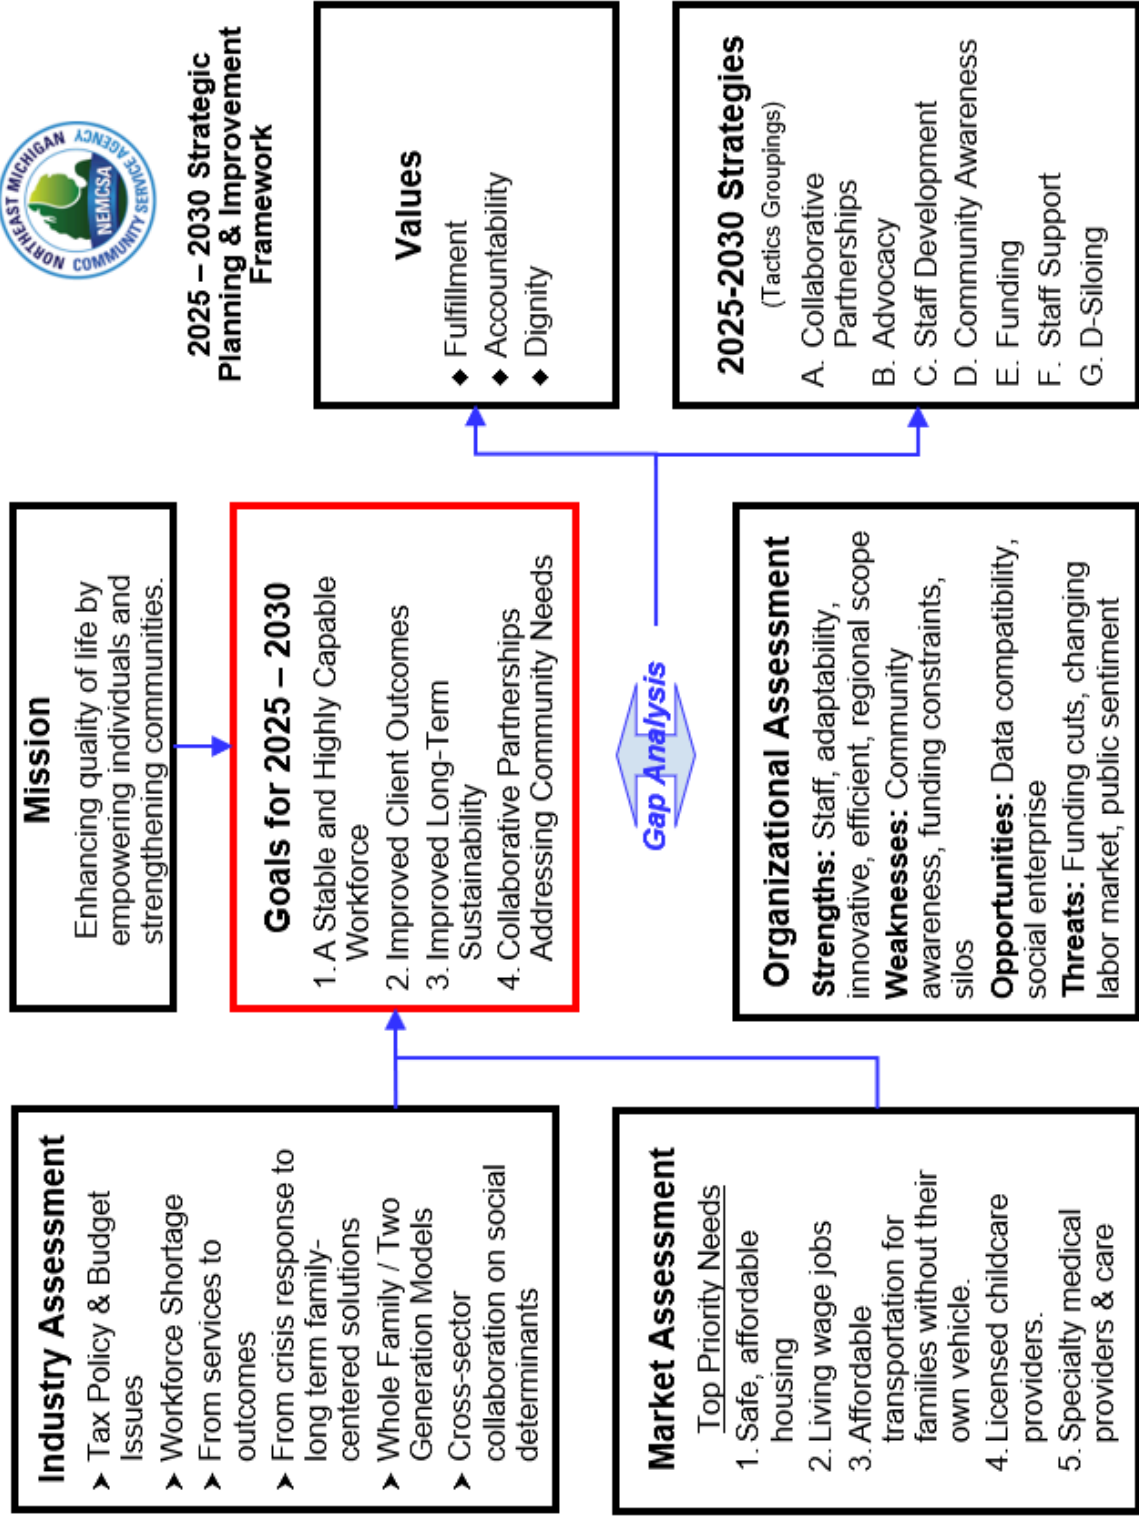 Industry Assessment
➤ Tax Policy & Budget
Issues
➤ Workforce Shortage
➤ From services to
outcomes
➤ From crisis response to
long term family-
centered solutions
➤ Whole Family / Two
Generation Models
➤ Cross-sector
collaboration on social
determinants
Market Assessment
Top Priority Needs
1. Safe, affordable
housing
2. Living wage jobs
3. Affordable
transportation for
families without their
own vehicle.
4. Licensed childcare
providers.
5. Specialty medical
providers & care
Mission
Enhancing quality of life by
empowering individuals and
strengthening communities.
Goals for 2025 – 2030
1. A Stable and Highly Capable
Workforce
2. Improved Client Outcomes
3. Improved Long-Term
Sustainability
4. Collaborative Partnerships
Addressing Community Needs
Gap Analysis
Organizational Assessment
Strengths: Staff, adaptability,
innovative, efficient, regional scope
Weaknesses: Community
awareness, funding constraints,
silos
Opportunities: Data compatibility,
social enterprise
Threats: Funding cuts, changing
labor market, public sentiment
NORTHEAST MICHIGAN
COMMUNITY SERVICE AGENCY
NEMCSA
2025 – 2030 Strategic
Planning & Improvement
Framework
Values
◆ Fulfillment
◆ Accountability
◆ Dignity
2025-2030 Strategies
(Tactics Groupings)
A. Collaborative
Partnerships
B. Advocacy
C. Staff Development
D. Community Awareness
E. Funding
F. Staff Support
G. D-Siloing